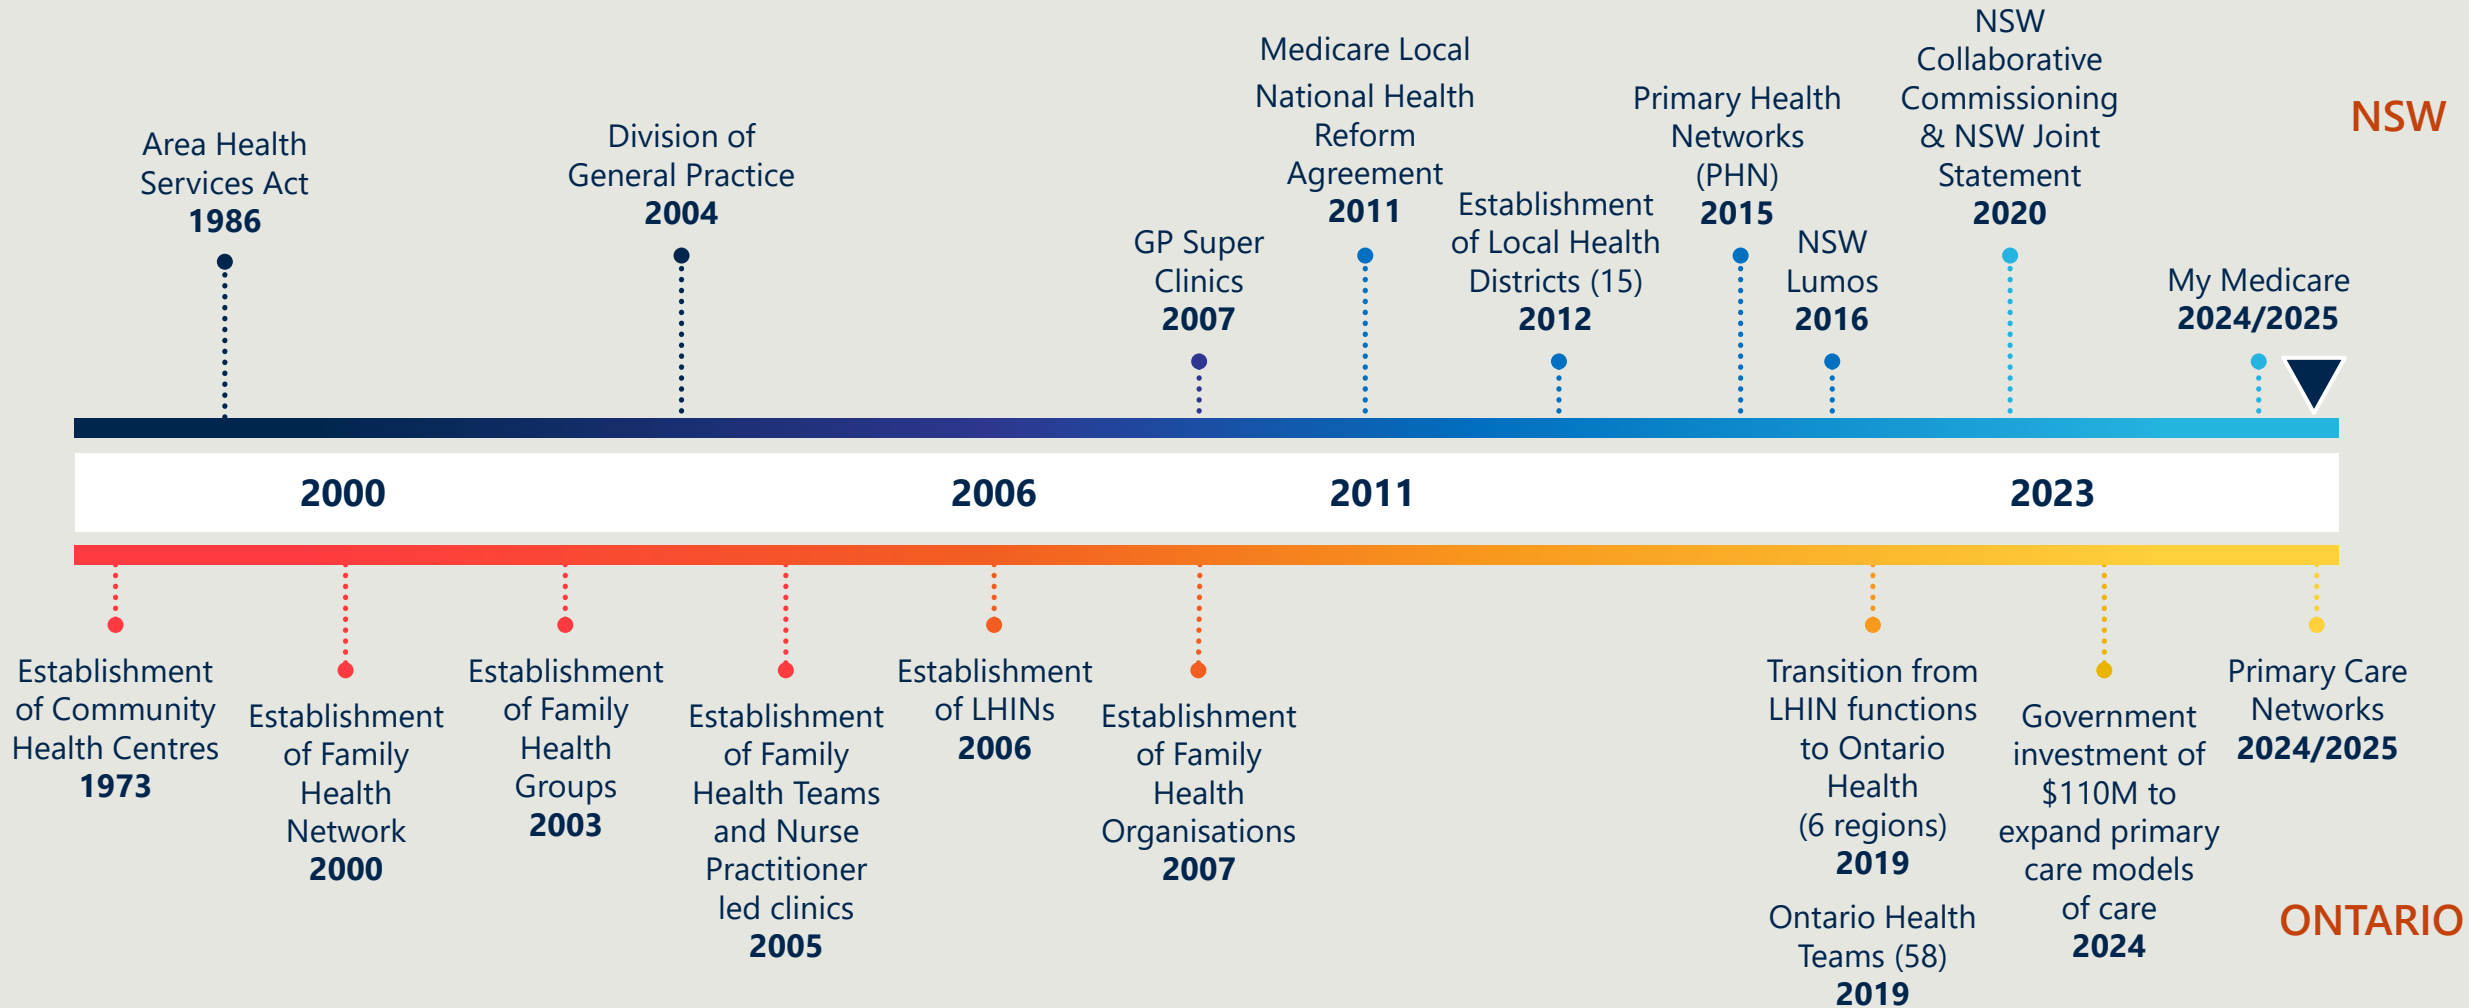 Area Health
Services Act
1986
Division of
General Practice
2004
GP Super
Clinics
2007
Medicare Local
National Health
Reform
Agreement
2011
Establishment
of Local Health
Districts (15)
2012
Primary Health
Networks
(PHN)
2015
NSW
Lumos
2016
NSW
Collaborative
Commissioning
& NSW Joint
Statement
2020
My Medicare
2024/2025
NSW
2000
2006
2011
2023
Establishment
of Community
Health Centres
1973
Establishment
of Family
Health
Network
2000
Establishment
of Family
Health
Groups
2003
Establishment
of Family
Health Teams
and Nurse
Practitioner
led clinics
2005
Establishment
of LHINs
2006
Establishment
of Family
Health
Organisations
2007
Transition from
LHIN functions
to Ontario
Health
(6 regions)
2019
Ontario Health
Teams (58)
2019
Government
investment of
$110M to
expand primary
care models
of care
2024
Primary Care
Networks
2024/2025
ONTARIO